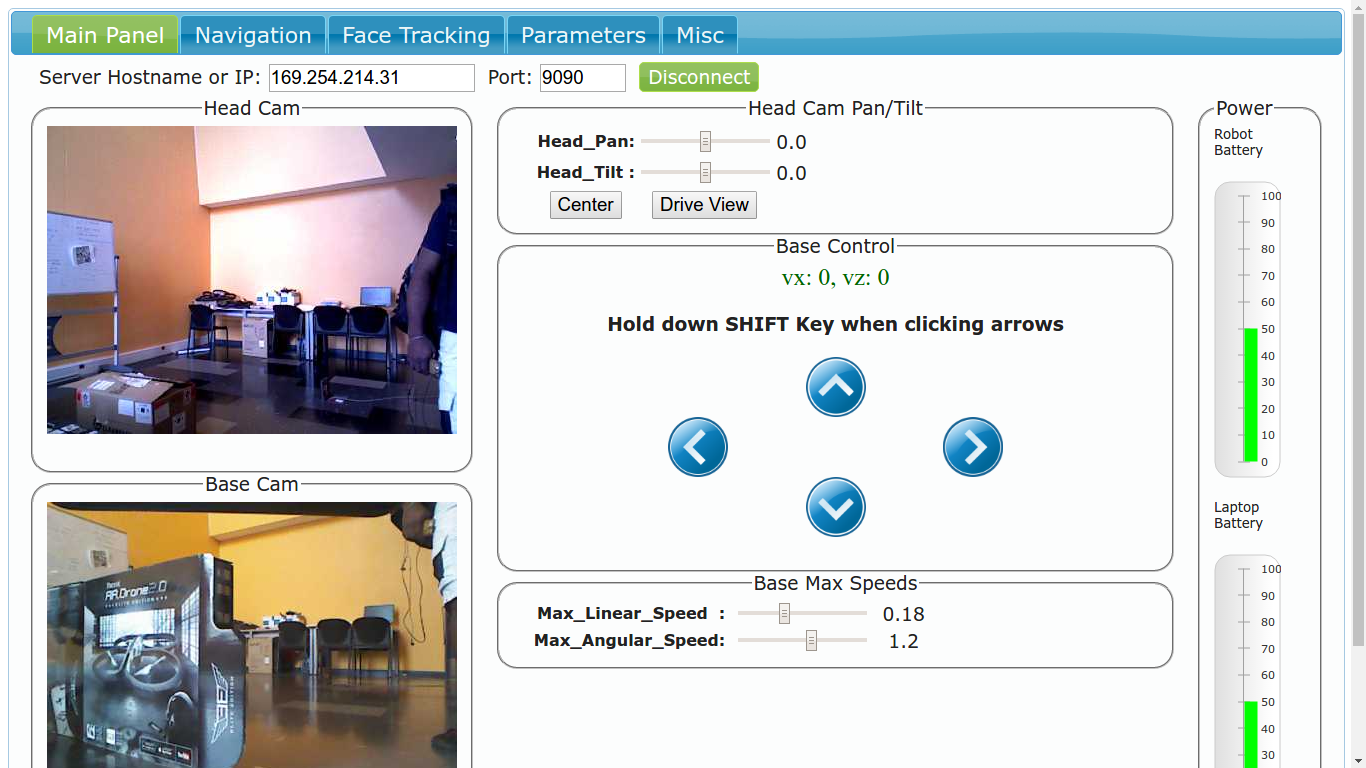 Main Panel Navigation Face Tracking Parameters Misc
Server Hostname or IP: 169.254.214.31 Port: 9090 Disconnect
Head Cam
Head Cam Pan/Tilt
Head_Pan: 0.0
Head_Tilt : 0.0
Center Drive View
Base Control
vx: 0, vz: 0
Hold down SHIFT Key when clicking arrows
Base Cam
AR.Drone2.0
ELITE EDITION
Base Max Speeds
Max_Linear_Speed : 0.18
Max_Angular_Speed: 1.2
Power
Robot
Battery
100
90
80
70
60
50
40
30
20
10
0
Laptop
Battery
100
90
80
70
60
50
40
30